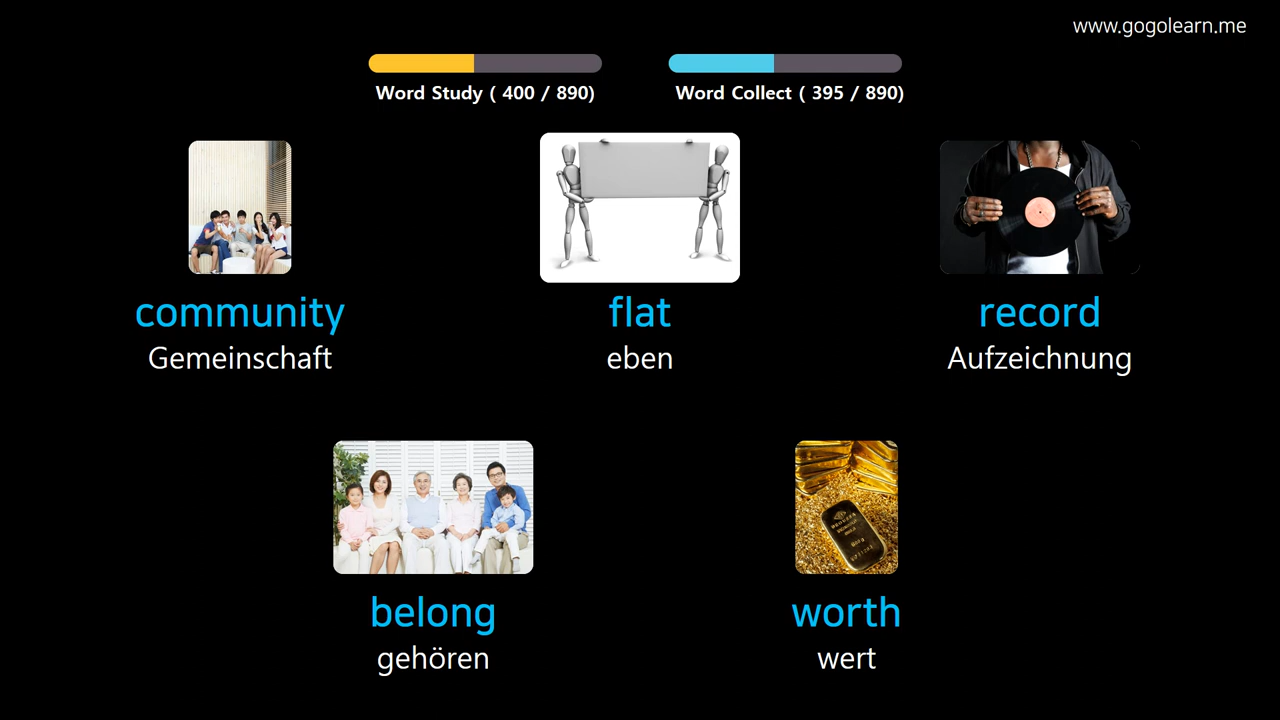 www.gogolearn.me
Word Study ( 400 / 890)
Word Collect ( 395 / 890)
community
Gemeinschaft
flat
eben
record
Aufzeichnung
belong
gehören
worth
wert